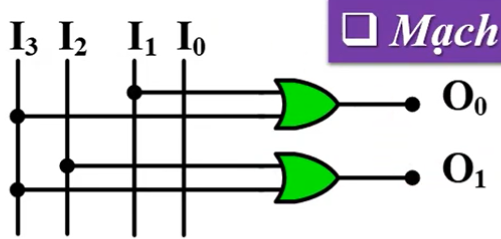 ❑ Mạch
I₃ I₂ I₁ I₀
O₀
O₁